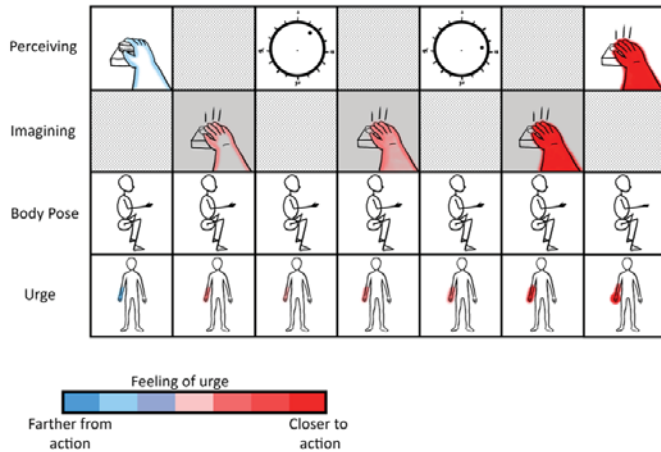 Perceiving
Imagining
Body Pose
Urge
Feeling of urge
Farther from
action
Closer to
action